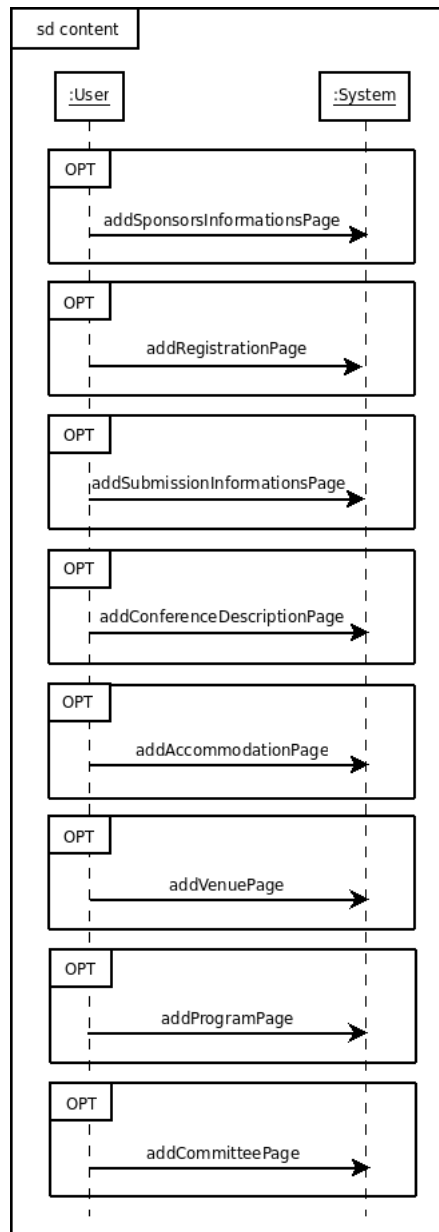 sd content
:User
:System
OPT
addSponsorsInformationsPage
OPT
addRegistrationPage
OPT
addSubmissionInformationsPage
OPT
addConferenceDescriptionPage
OPT
addAccommodationPage
OPT
addVenuePage
OPT
addProgramPage
OPT
addCommitteePage